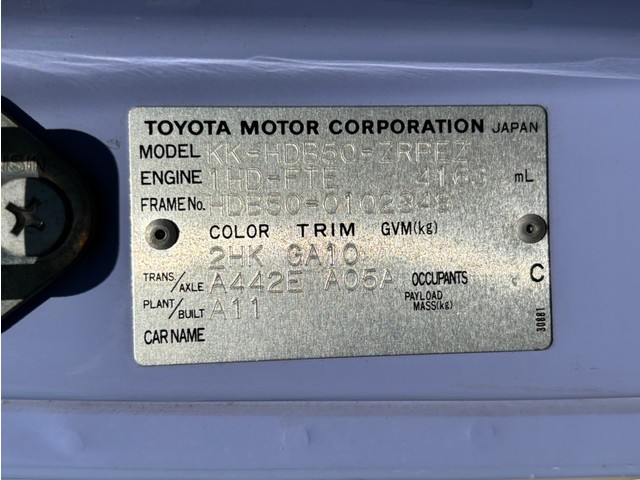 TOYOTA MOTOR CORPORATION JAPAN
MODEL KK-HDB50-ZRPEZ
ENGINE 1HD-FTE 4163 mL
FRAME No. HDB50-0102348
COLOR TRIM GVM(kg)
2HK GA10
TRANS./AXLE A442E A05A OCCUPANTS C
PLANT/BUILT A11 PAYLOAD MASS(kg)
CAR NAME
30881